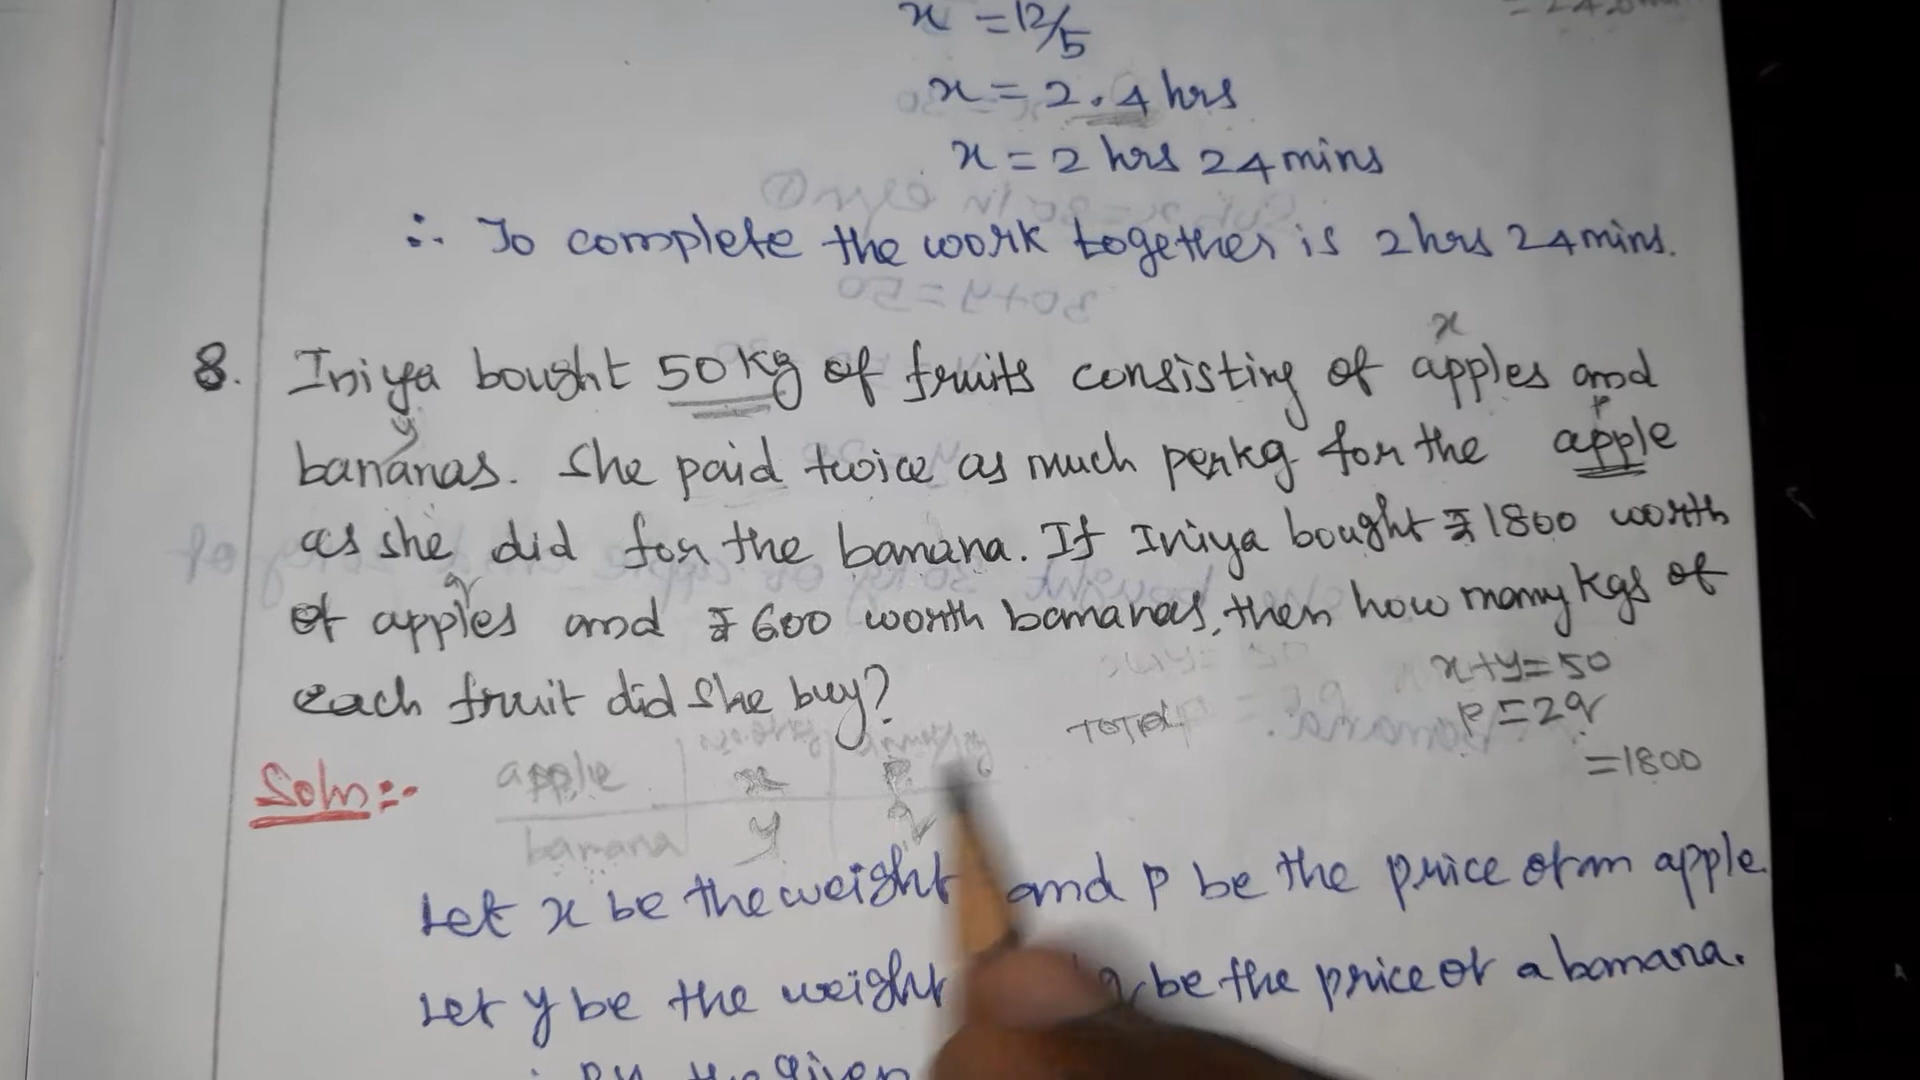 x = 12/5
x = 2.4 hrs
x = 2 hrs 24 mins
∴ To complete the work together is 2 hrs 24 mins.
x
8. Iniya bought 50 kg of fruits consisting of apples and
y p
bananas. She paid twice as much per kg for the apple
as she did for the banana. If Iniya bought ₹ 1800 worth
q
of apples and ₹ 600 worth bananas, then how many kgs of
each fruit did she buy?
x+y=50
TOTAL
p=2q
=1800
Soln:-
apple x p
banana y q
Let x be the weight and p be the price of an apple.
Let y be the weight q be the price of a banana.
By the given